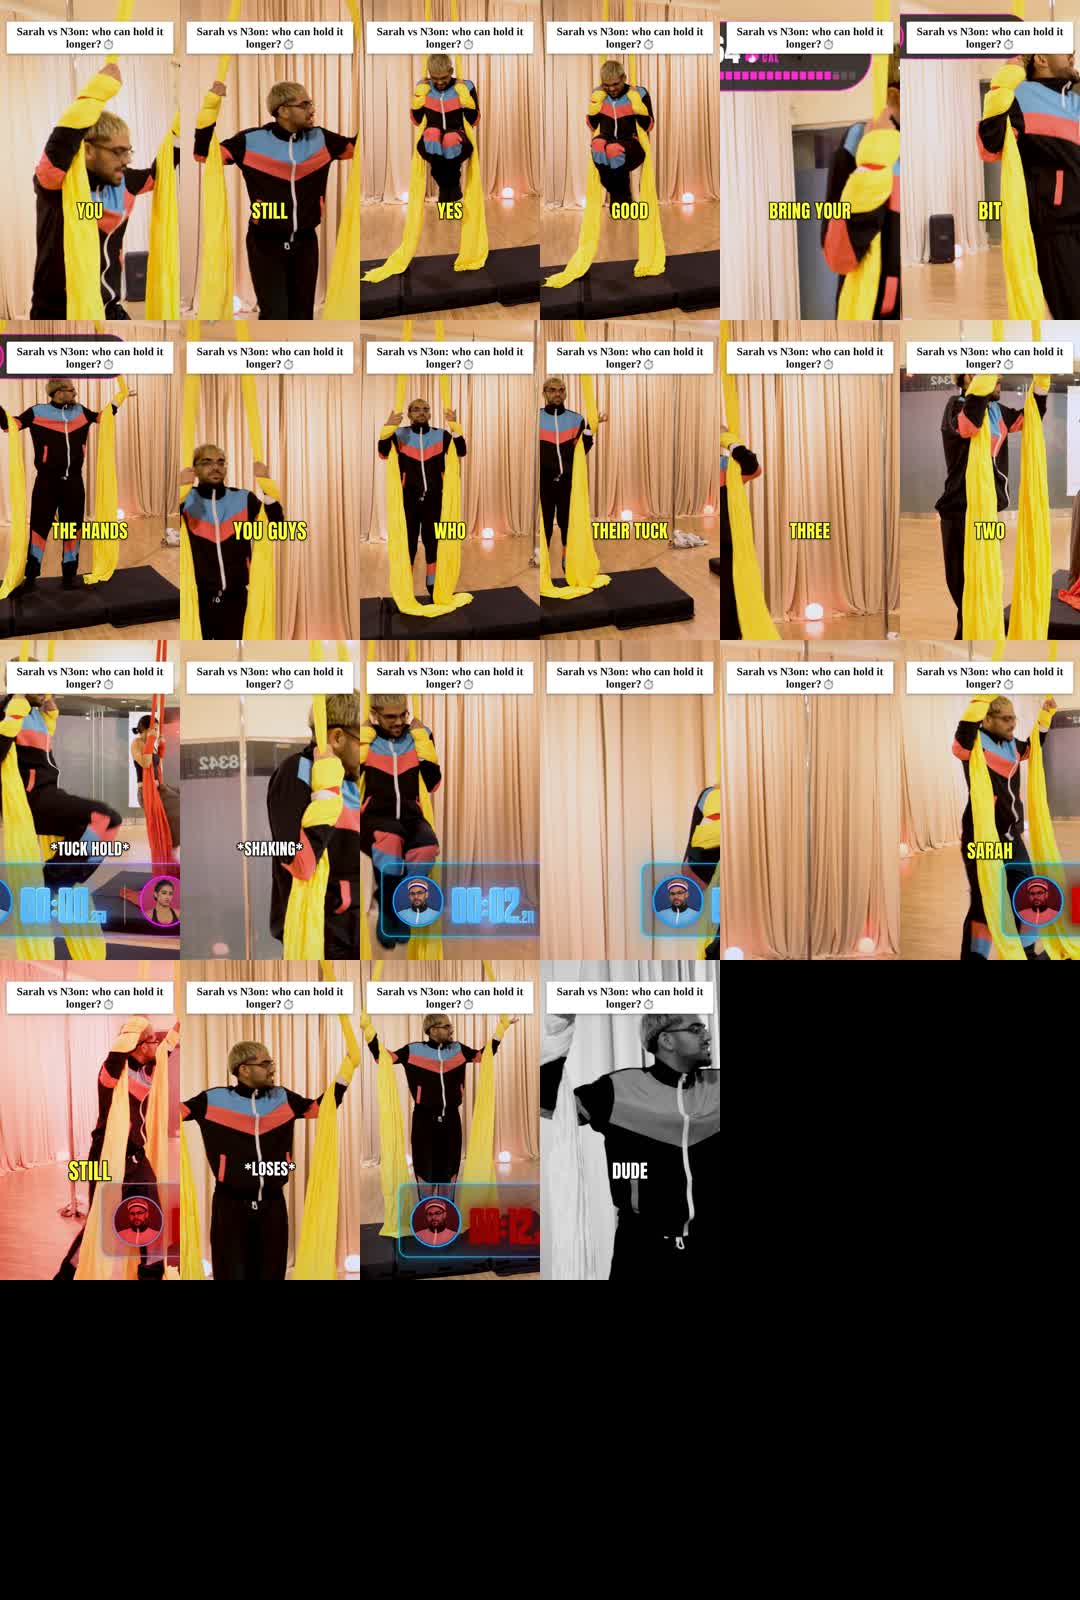 Sarah vs N3on: who can hold it
longer? ⏱
YOU
Sarah vs N3on: who can hold it
longer? ⏱
STILL
Sarah vs N3on: who can hold it
longer? ⏱
YES
Sarah vs N3on: who can hold it
longer? ⏱
GOOD
Sarah vs N3on: who can hold it
longer? ⏱
CAL
BRING YOUR
Sarah vs N3on: who can hold it
longer? ⏱
BIT
Sarah vs N3on: who can hold it
longer? ⏱
THE HANDS
Sarah vs N3on: who can hold it
longer? ⏱
YOU GUYS
Sarah vs N3on: who can hold it
longer? ⏱
WHO
Sarah vs N3on: who can hold it
longer? ⏱
THEIR TUCK
Sarah vs N3on: who can hold it
longer? ⏱
THREE
Sarah vs N3on: who can hold it
longer? ⏱
TWO
Sarah vs N3on: who can hold it
longer? ⏱
*TUCK HOLD*
Sarah vs N3on: who can hold it
longer? ⏱
*SHAKING*
Sarah vs N3on: who can hold it
longer? ⏱
00:02.
Sarah vs N3on: who can hold it
longer? ⏱
Sarah vs N3on: who can hold it
longer? ⏱
Sarah vs N3on: who can hold it
longer? ⏱
SARAH
Sarah vs N3on: who can hold it
longer? ⏱
STILL
Sarah vs N3on: who can hold it
longer? ⏱
*LOSES*
Sarah vs N3on: who can hold it
longer? ⏱
00:12.
Sarah vs N3on: who can hold it
longer? ⏱
DUDE